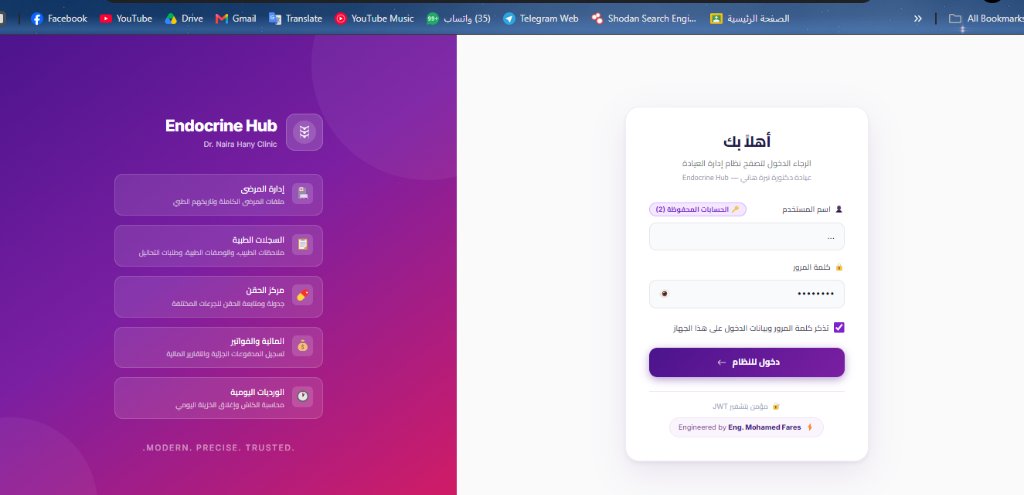 Facebook
YouTube
Drive
Gmail
Translate
YouTube Music
واتساب (35)
Telegram Web
Shodan Search Engi...
الصفحة الرئيسية
All Bookmarks
Endocrine Hub
Dr. Naira Hany Clinic
إدارة المرضى
ملفات المرضى الكاملة وتاريخهم الطبي
السجلات الطبية
ملاحظات الطبيب، والوصفات الطبية، وطلبات التحاليل
مركز الحقن
جدولة ومتابعة الحقن للجرعات المختلفة
المالية والفواتير
تسجيل المدفوعات الجزئية والتقارير المالية
الورديات اليومية
محاسبة الكاش وإغلاق الخزينة اليومي
.MODERN. PRECISE. TRUSTED
أهلاً بك
الرجاء الدخول لتصفح نظام إدارة العيادة
عيادة دكتورة نيرة هاني — Endocrine Hub
اسم المستخدم
الحسابات المحفوظة (2)
...
كلمة المرور
••••••••
تذكر كلمة المرور وبيانات الدخول على هذا الجهاز
دخول للنظام ←
مؤمن بتشفير JWT
Engineered by Eng. Mohamed Fares